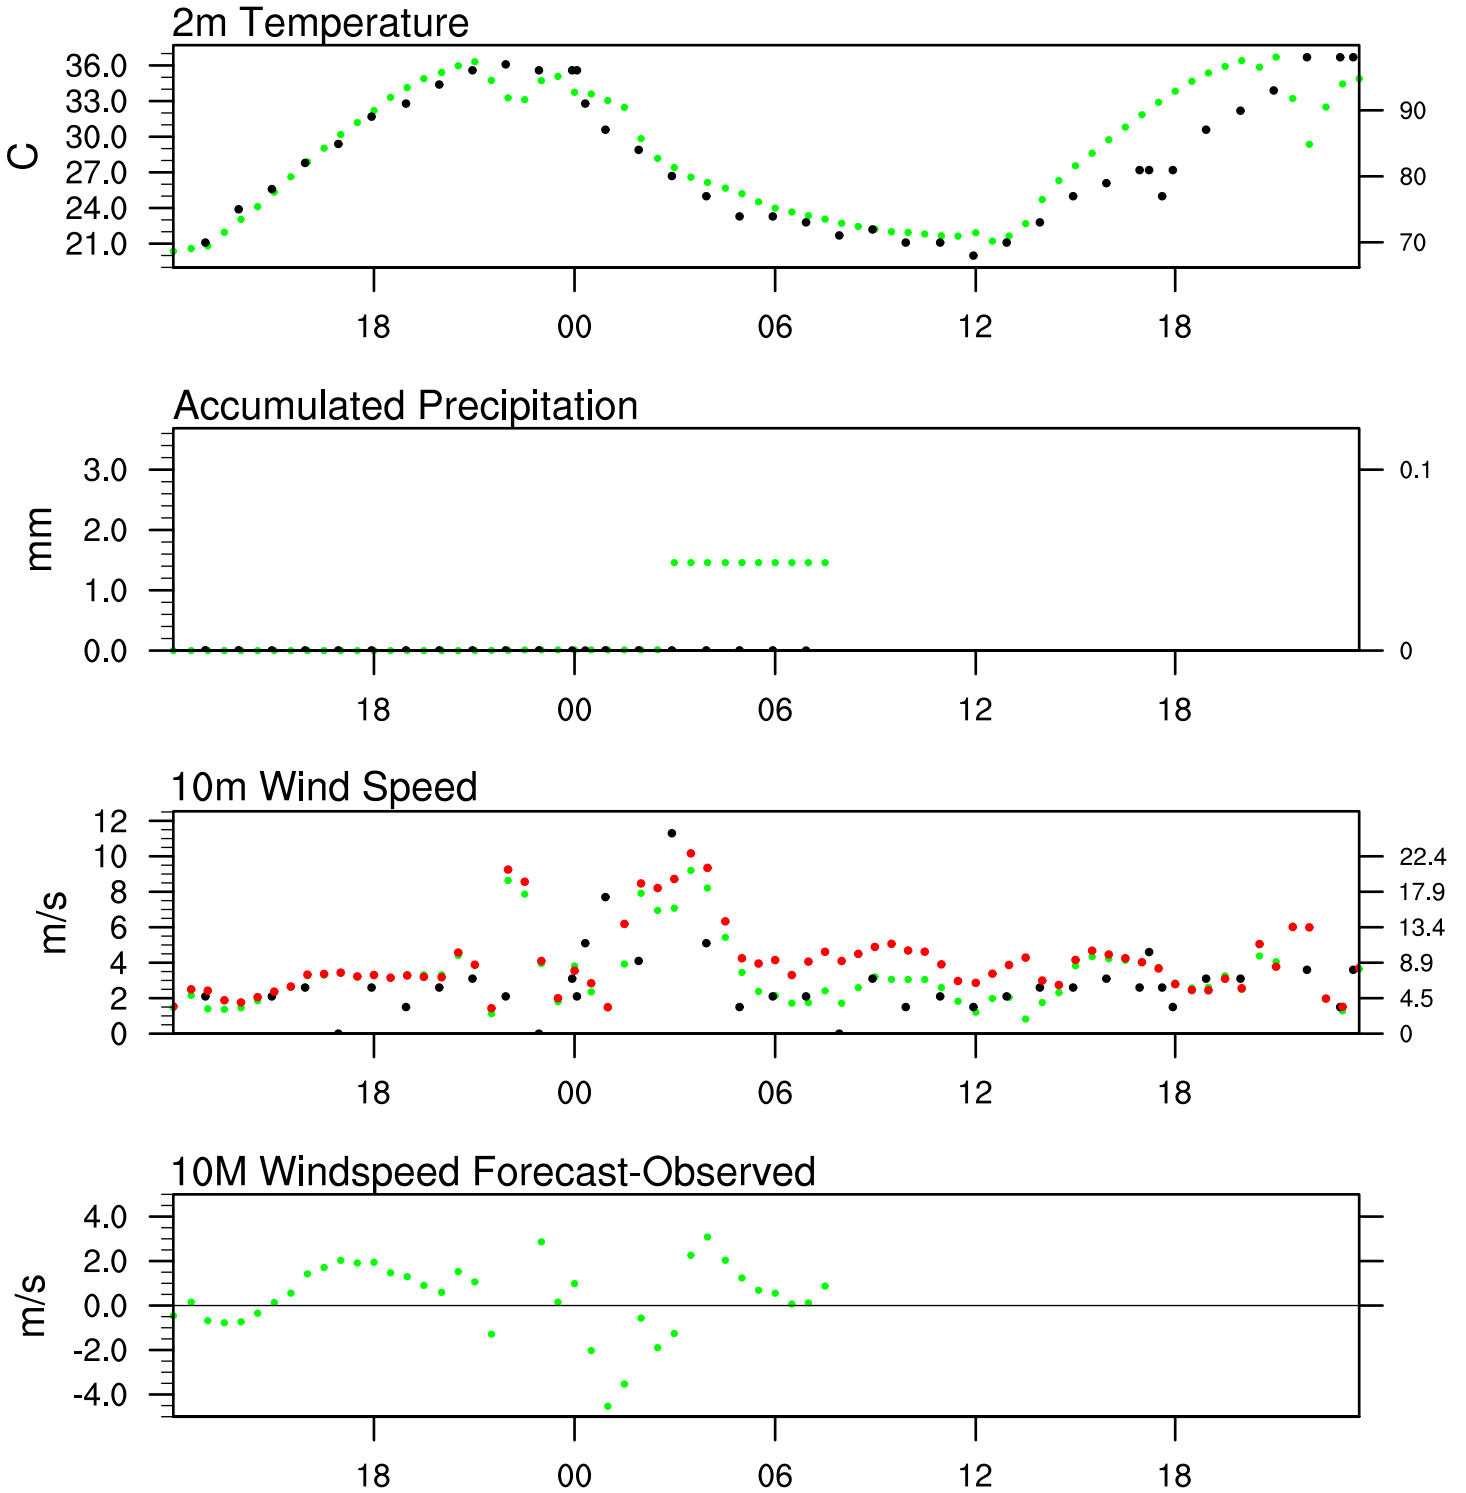 2m Temperature
36.0
33.0
30.0
27.0
24.0
21.0
C
90
80
70
18 00 06 12 18
Accumulated Precipitation
3.0
2.0
1.0
0.0
mm
0.1
0
18 00 06 12 18
10m Wind Speed
12
10
8
6
4
2
0
m/s
22.4
17.9
13.4
8.9
4.5
0
18 00 06 12 18
10M Windspeed Forecast-Observed
4.0
2.0
0.0
-2.0
-4.0
m/s
18 00 06 12 18